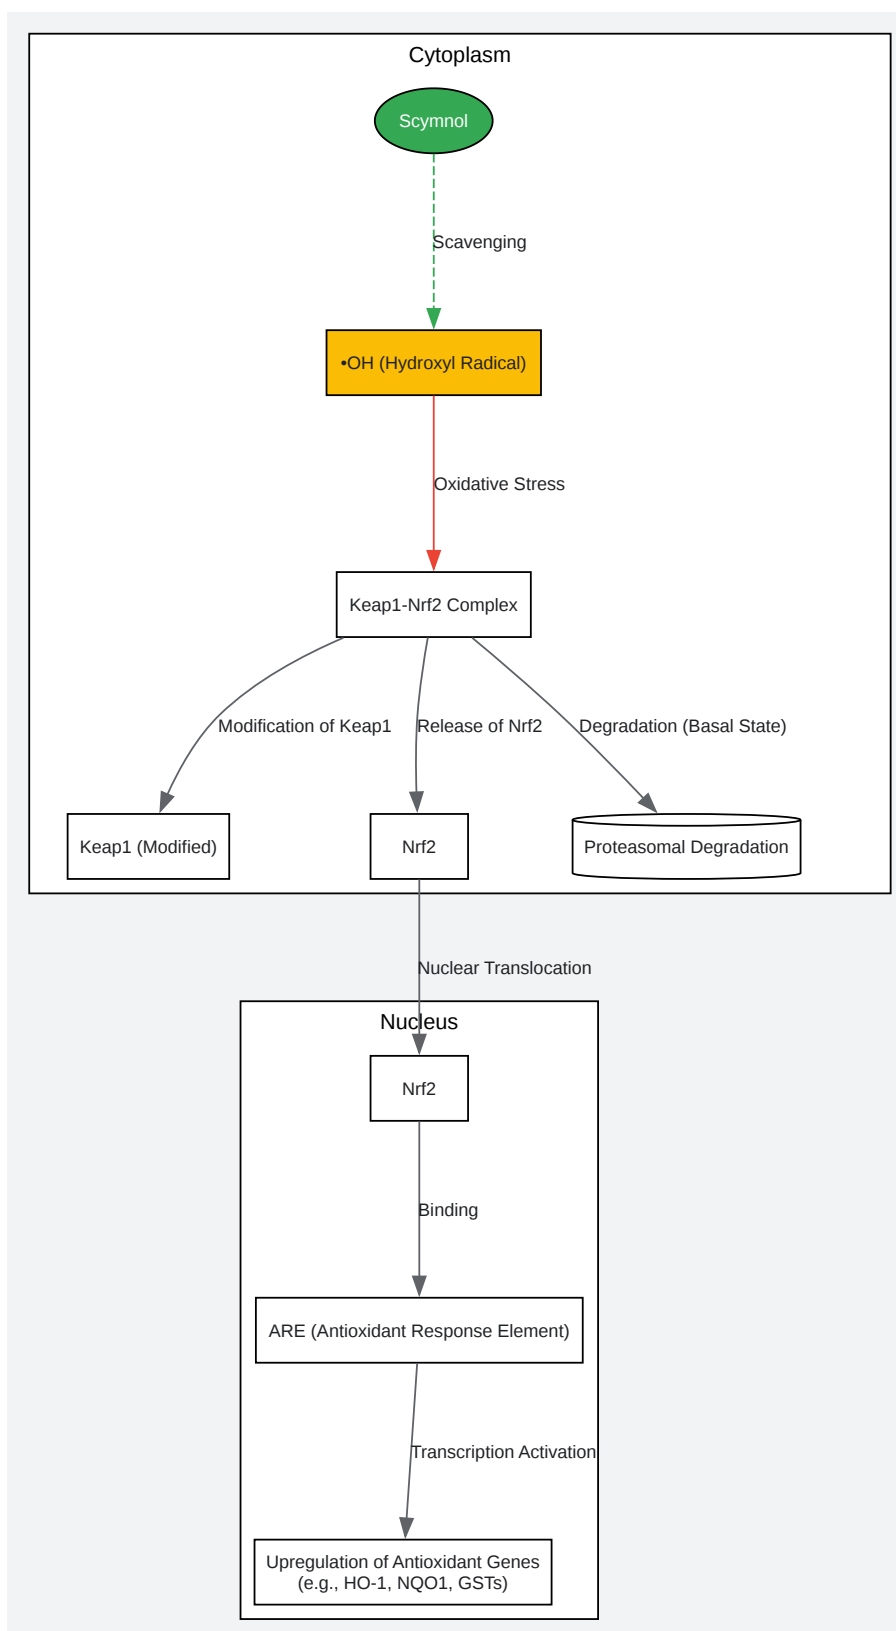 Cytoplasm
Scymnol
Scavenging
•OH (Hydroxyl Radical)
Oxidative Stress
Keap1-Nrf2 Complex
Modification of Keap1
Release of Nrf2
Degradation (Basal State)
Keap1 (Modified)
Nrf2
Proteasomal Degradation
Nuclear Translocation
Nucleus
Nrf2
Binding
ARE (Antioxidant Response Element)
Transcription Activation
Upregulation of Antioxidant Genes
(e.g., HO-1, NQO1, GSTs)